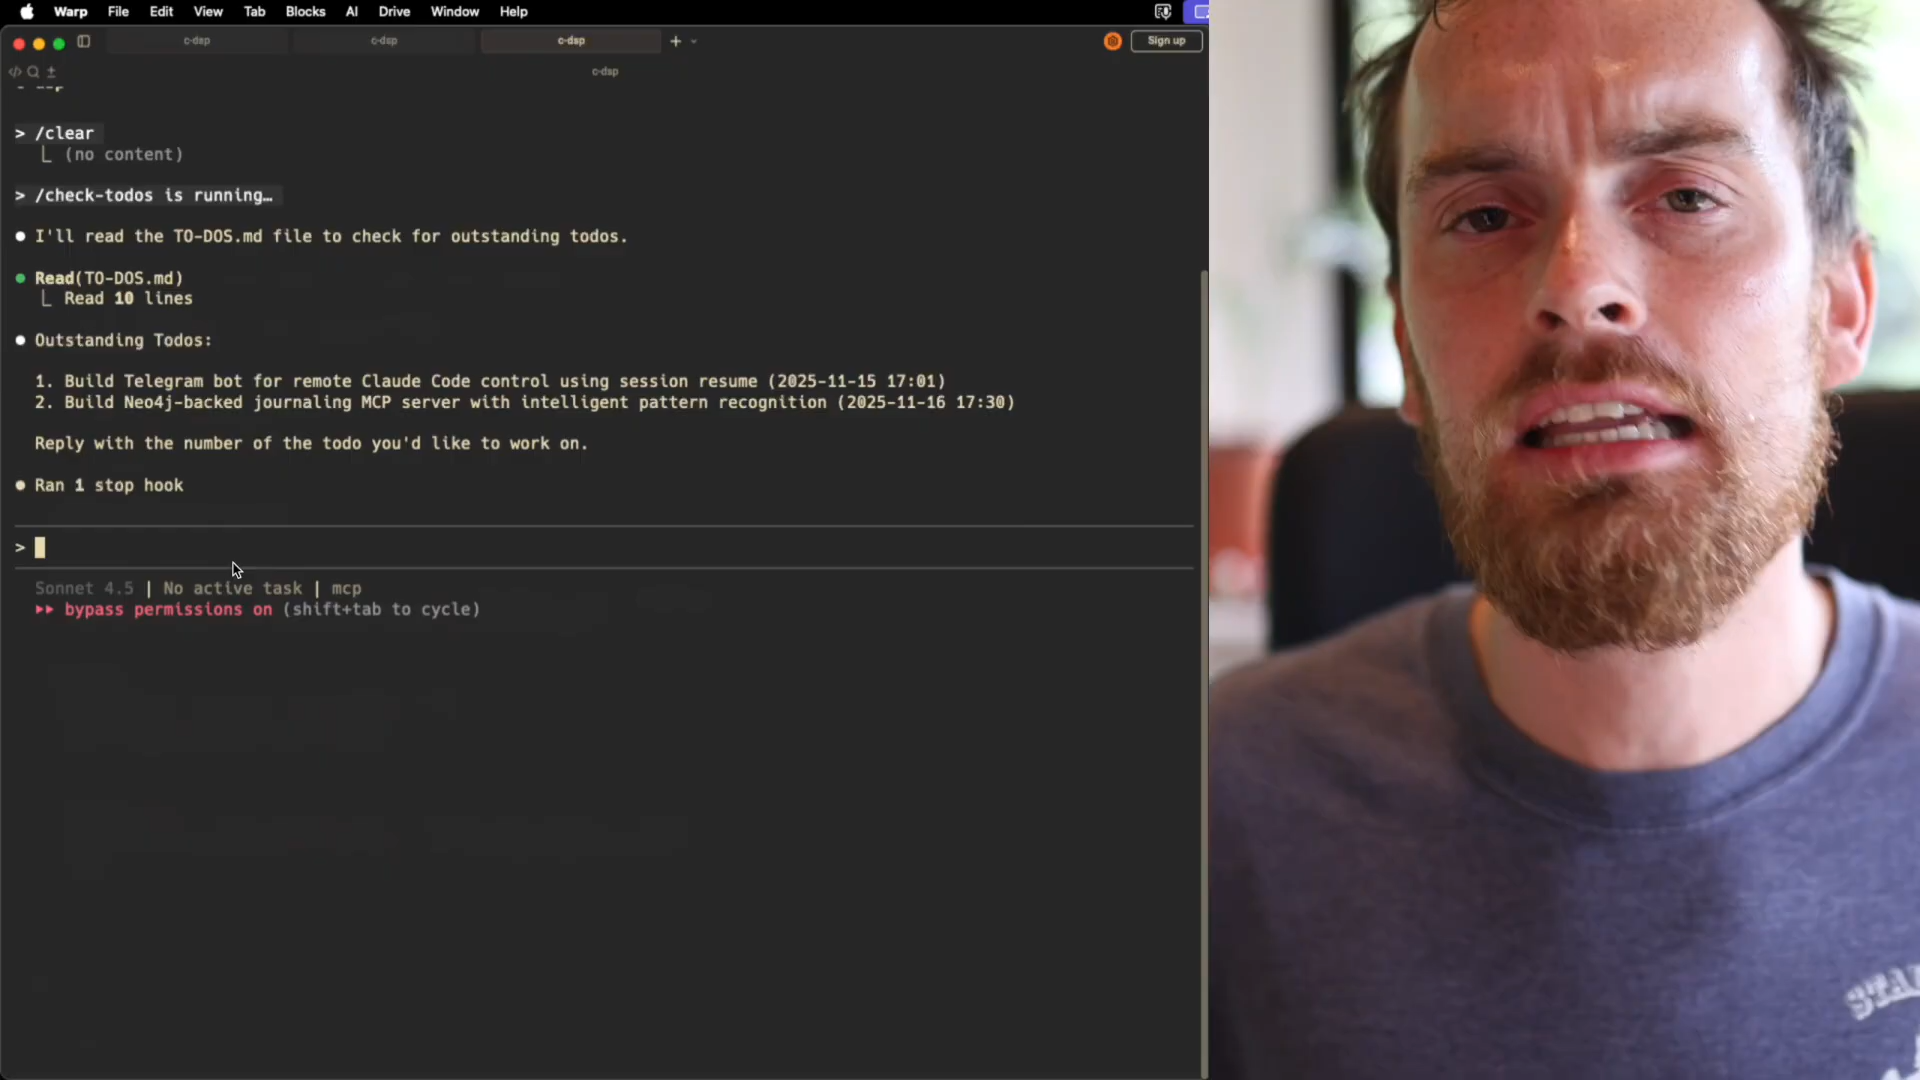 Warp File Edit View Tab Blocks AI Drive Window Help
c-dsp c-dsp c-dsp + Sign up
c-dsp
> /clear
(no content)
> /check-todos is running…
I'll read the TO-DOS.md file to check for outstanding todos.
Read(TO-DOS.md)
Read 10 lines
Outstanding Todos:
1. Build Telegram bot for remote Claude Code control using session resume (2025-11-15 17:01)
2. Build Neo4j-backed journaling MCP server with intelligent pattern recognition (2025-11-16 17:30)
Reply with the number of the todo you'd like to work on.
Ran 1 stop hook
>
Sonnet 4.5 | No active task | mcp
bypass permissions on (shift+tab to cycle)